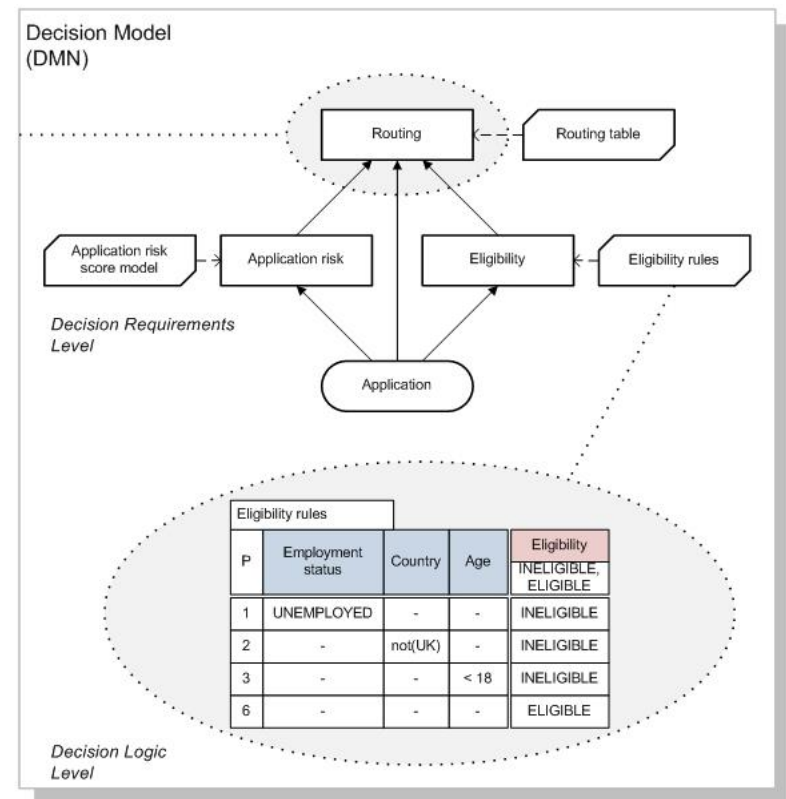 Decision Model
(DMN)
Routing
Routing table
Application risk
score model
Application risk
Eligibility
Eligibility rules
Decision Requirements
Level
Application
Eligibility rules
P Employment status Country Age Eligibility
INELIGIBLE, ELIGIBLE
1 UNEMPLOYED - - INELIGIBLE
2 - not(UK) - INELIGIBLE
3 - - < 18 INELIGIBLE
6 - - - ELIGIBLE
Decision Logic
Level